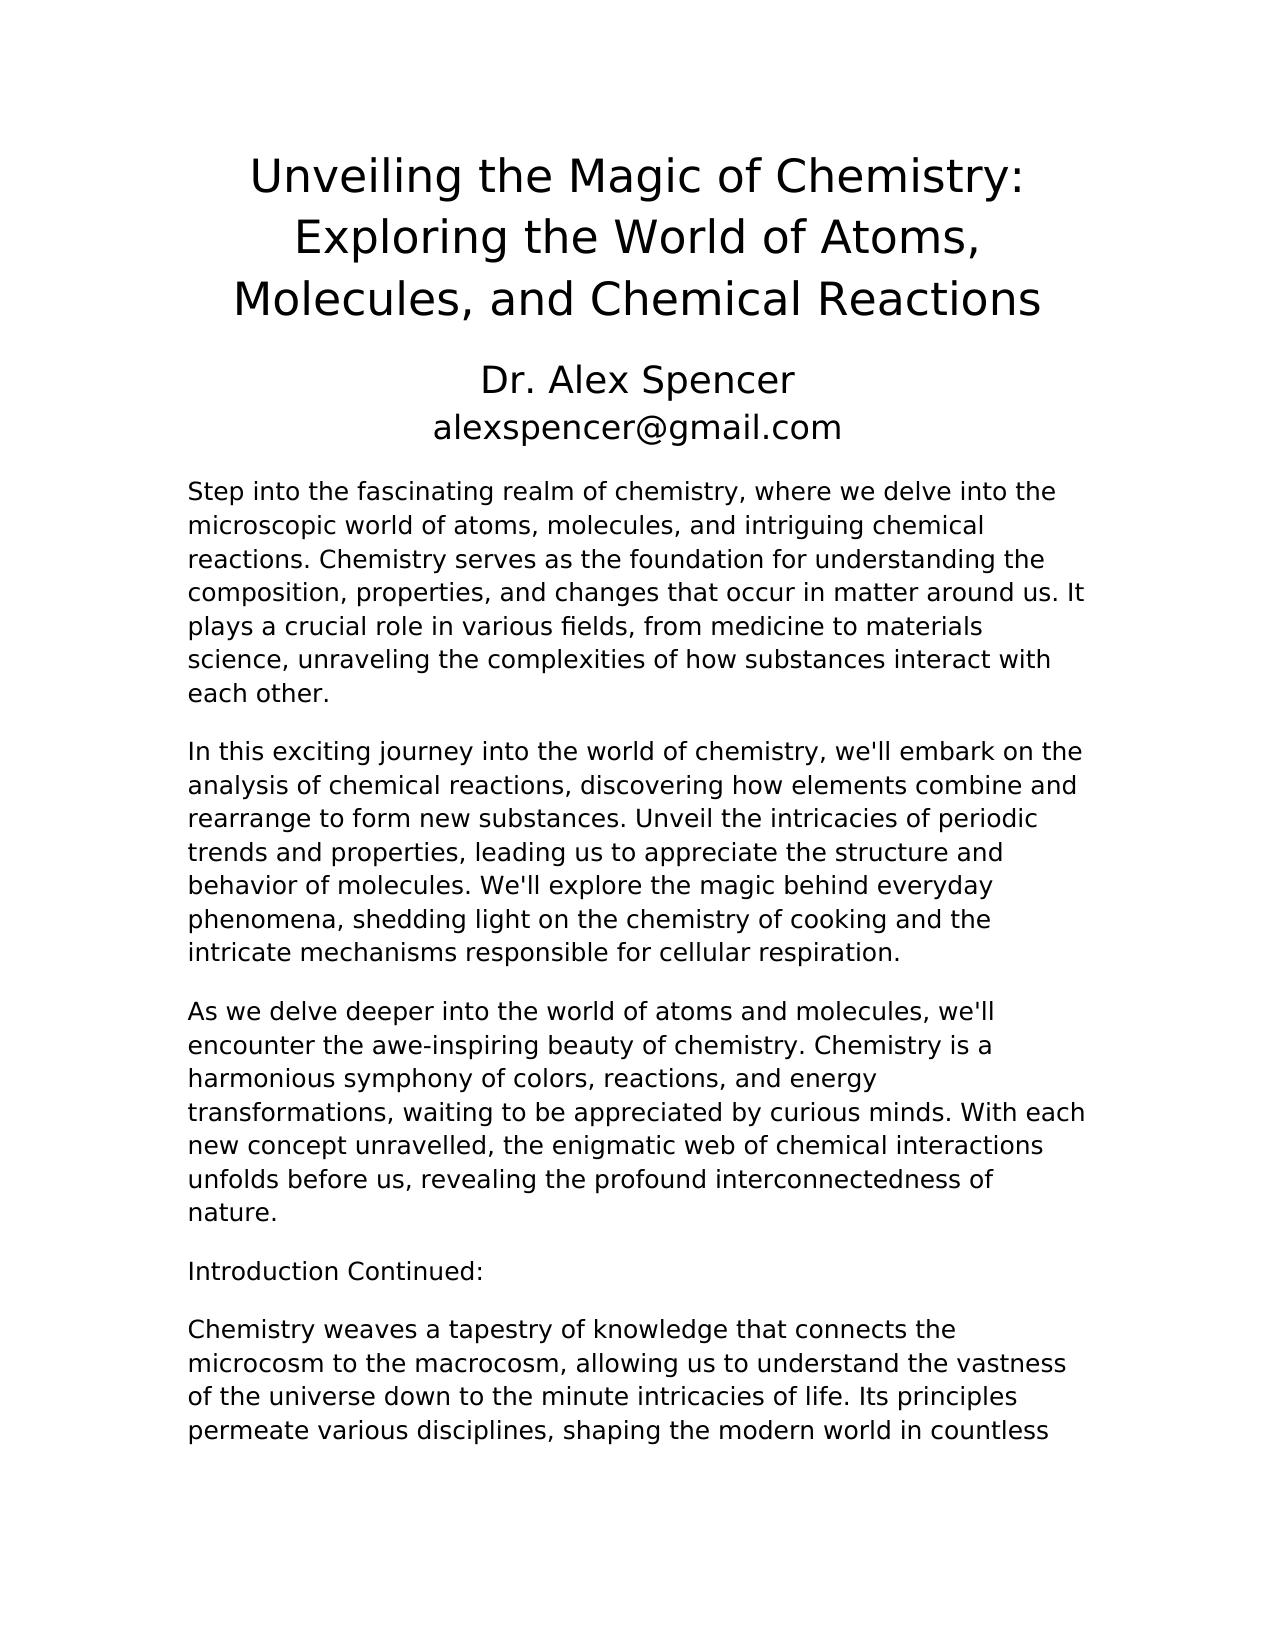 Unveiling the Magic of Chemistry:
Exploring the World of Atoms,
Molecules, and Chemical Reactions
Dr. Alex Spencer
alexspencer@gmail.com
Step into the fascinating realm of chemistry, where we delve into the
microscopic world of atoms, molecules, and intriguing chemical
reactions. Chemistry serves as the foundation for understanding the
composition, properties, and changes that occur in matter around us. It
plays a crucial role in various fields, from medicine to materials
science, unraveling the complexities of how substances interact with
each other.
In this exciting journey into the world of chemistry, we'll embark on the
analysis of chemical reactions, discovering how elements combine and
rearrange to form new substances. Unveil the intricacies of periodic
trends and properties, leading us to appreciate the structure and
behavior of molecules. We'll explore the magic behind everyday
phenomena, shedding light on the chemistry of cooking and the
intricate mechanisms responsible for cellular respiration.
As we delve deeper into the world of atoms and molecules, we'll
encounter the awe-inspiring beauty of chemistry. Chemistry is a
harmonious symphony of colors, reactions, and energy
transformations, waiting to be appreciated by curious minds. With each
new concept unravelled, the enigmatic web of chemical interactions
unfolds before us, revealing the profound interconnectedness of
nature.
Introduction Continued:
Chemistry weaves a tapestry of knowledge that connects the
microcosm to the macrocosm, allowing us to understand the vastness
of the universe down to the minute intricacies of life. Its principles
permeate various disciplines, shaping the modern world in countless